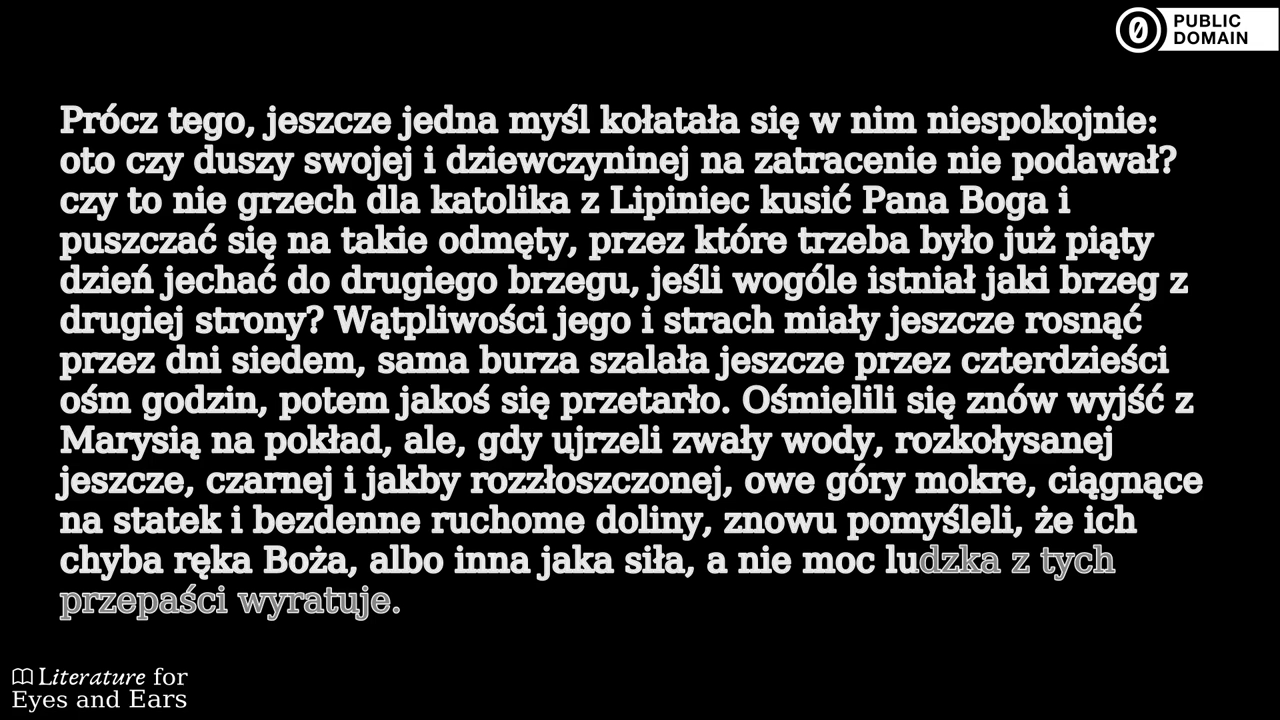 PUBLIC
DOMAIN
Prócz tego, jeszcze jedna myśl kołatała się w nim niespokojnie:
oto czy duszy swojej i dziewczyninej na zatracenie nie podawał?
czy to nie grzech dla katolika z Lipiniec kusić Pana Boga i
puszczać się na takie odmęty, przez które trzeba było już piąty
dzień jechać do drugiego brzegu, jeśli wogóle istniał jaki brzeg z
drugiej strony? Wątpliwości jego i strach miały jeszcze rosnąć
przez dni siedem, sama burza szalała jeszcze przez czterdzieści
ośm godzin, potem jakoś się przetarło. Ośmielili się znów wyjść z
Marysią na pokład, ale, gdy ujrzeli zwały wody, rozkołysanej
jeszcze, czarnej i jakby rozzłoszczonej, owe góry mokre, ciągnące
na statek i bezdenne ruchome doliny, znowu pomyśleli, że ich
chyba ręka Boża, albo inna jaka siła, a nie moc ludzka z tych
przepaści wyratuje.
Literature for
Eyes and Ears